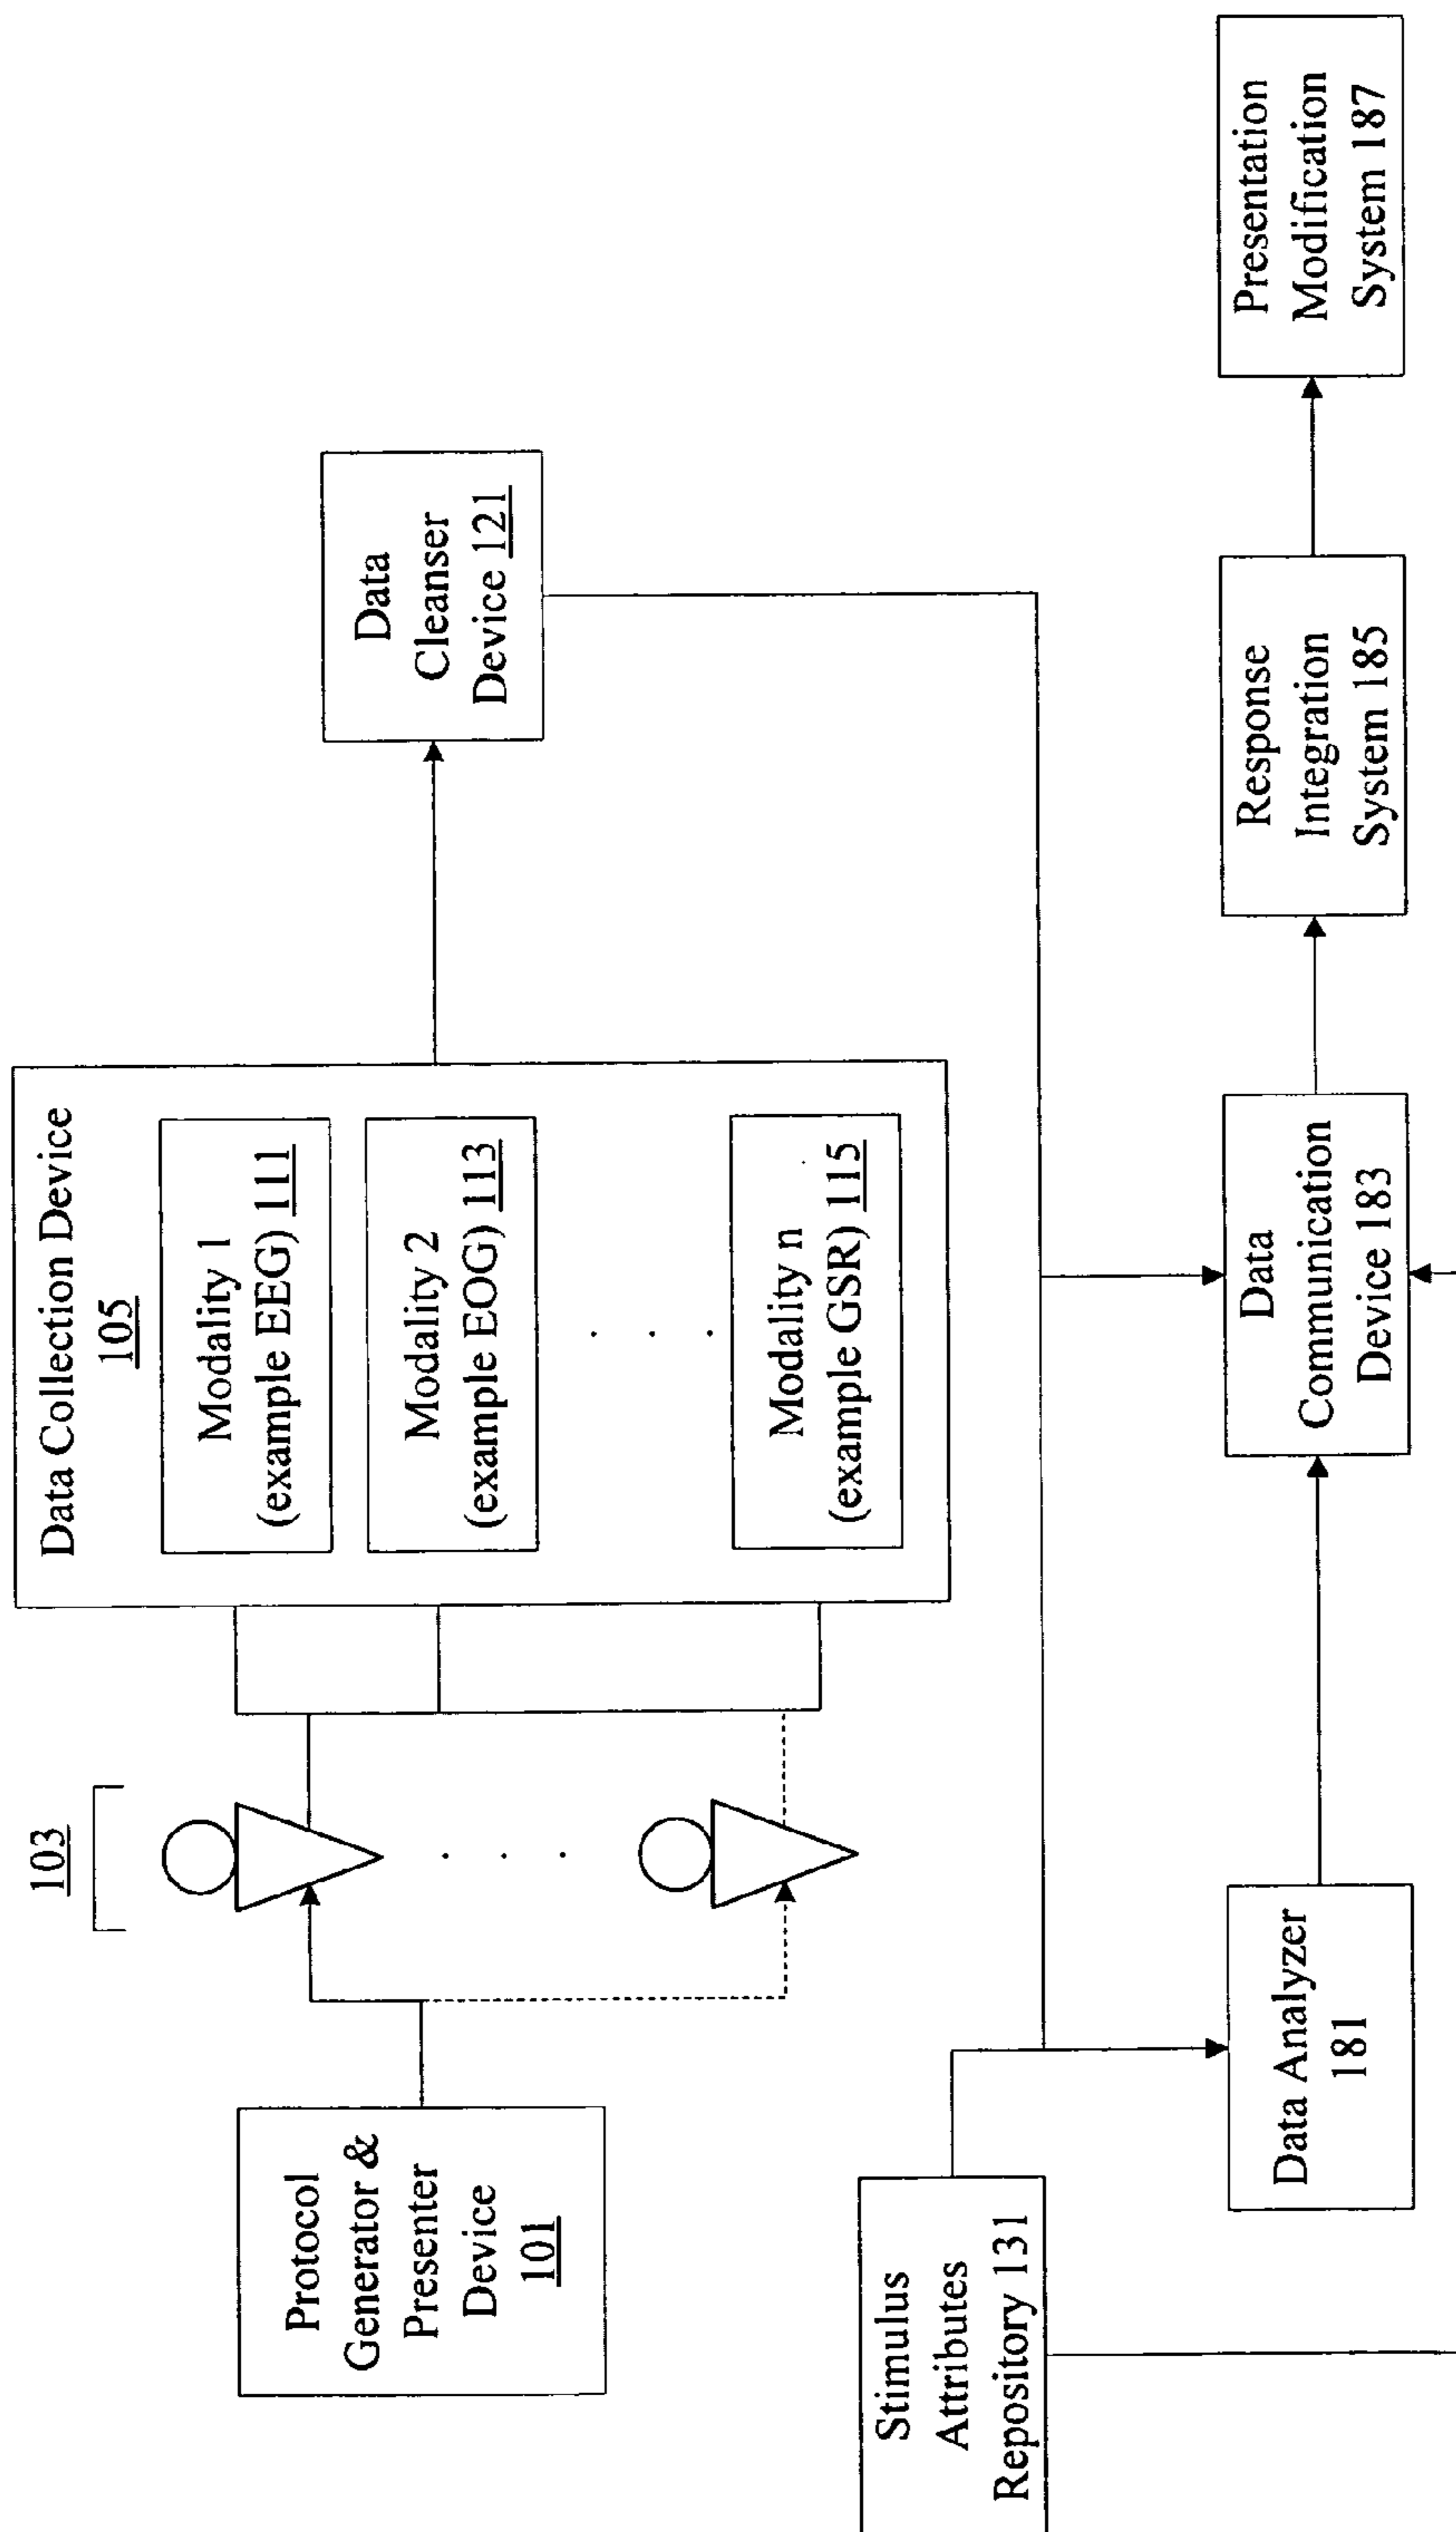 103
Protocol
Generator &
Presenter
Device
101
Data Collection Device
105
Modality 1
(example EEG) 111
Modality 2
(example EOG) 113
. . .
Modality n
(example GSR) 115
. . .
Data
Cleanser
Device 121
Stimulus
Attributes
Repository 131
Data Analyzer
181
Data
Communication
Device 183
Response
Integration
System 185
Presentation
Modification
System 187